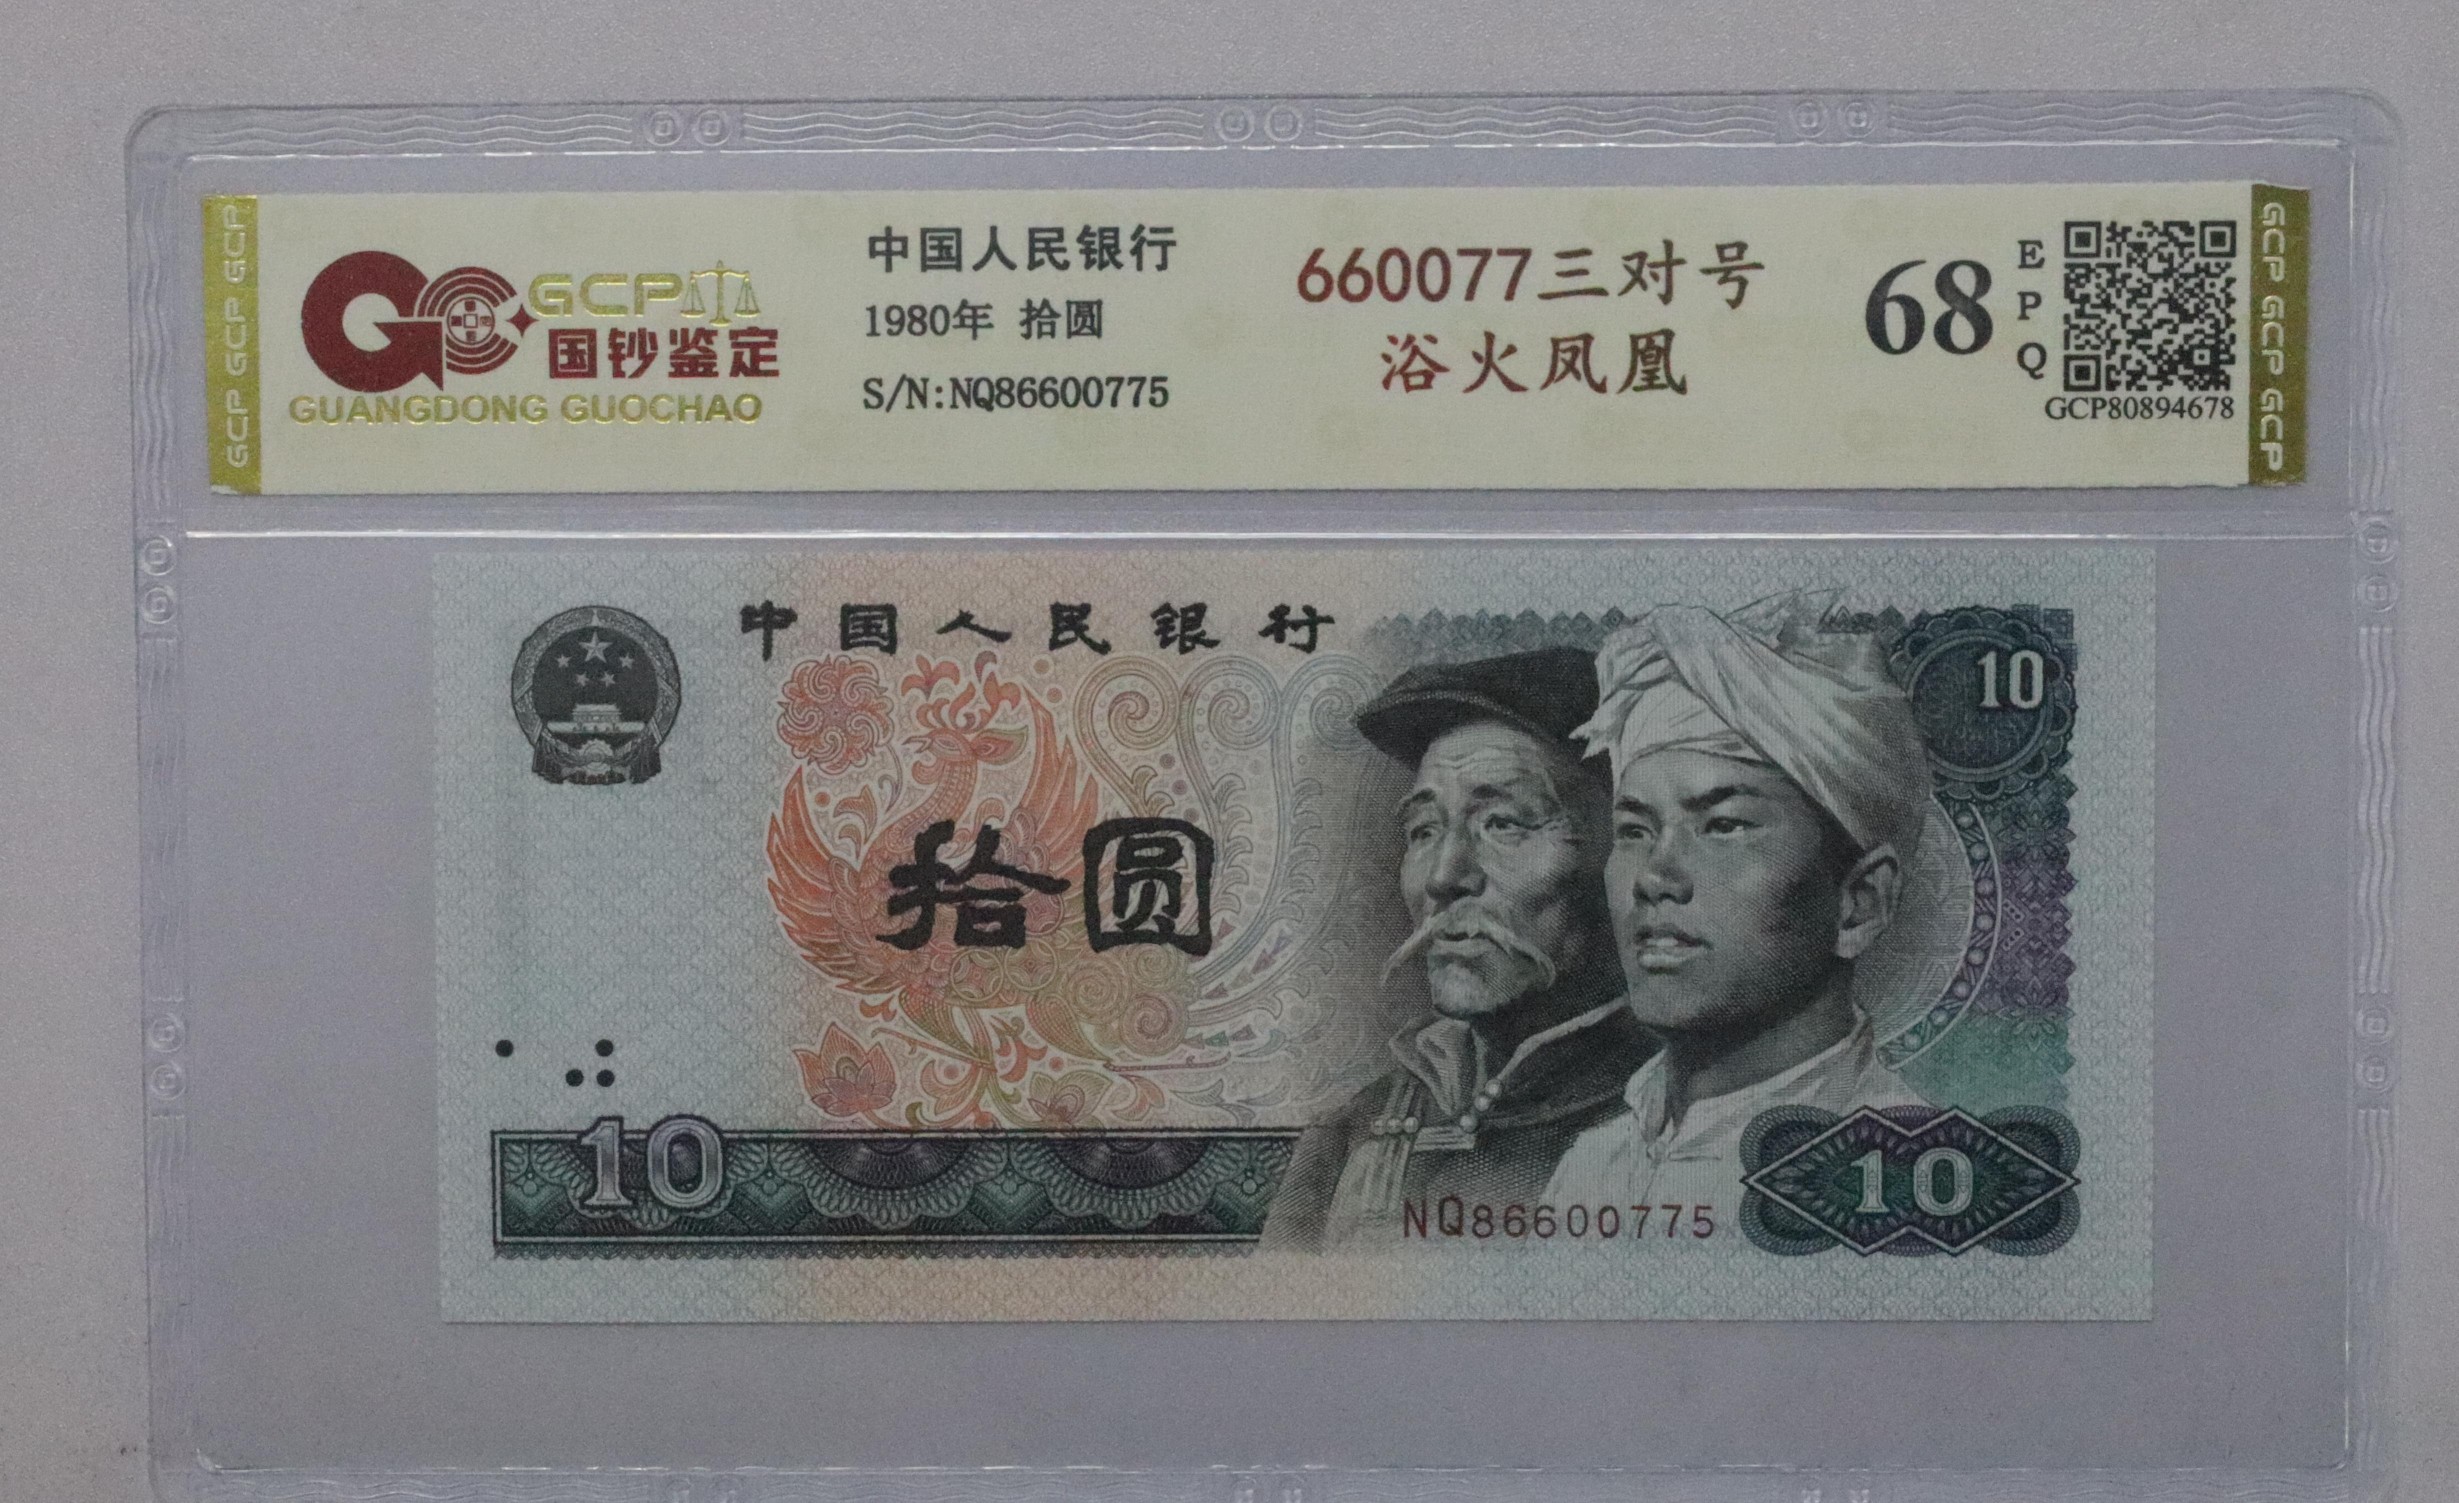 GCP GCP GCP
GCP
国钞鉴定
GUANGDONG GUOCHAO
中国人民银行
1980年 拾圆
S/N:NQ86600775
660077三对号
浴火凤凰
68
EPQ
GCP80894678
GCP GCP GCP
中国人民银行
10
拾圆
10
NQ86600775
10